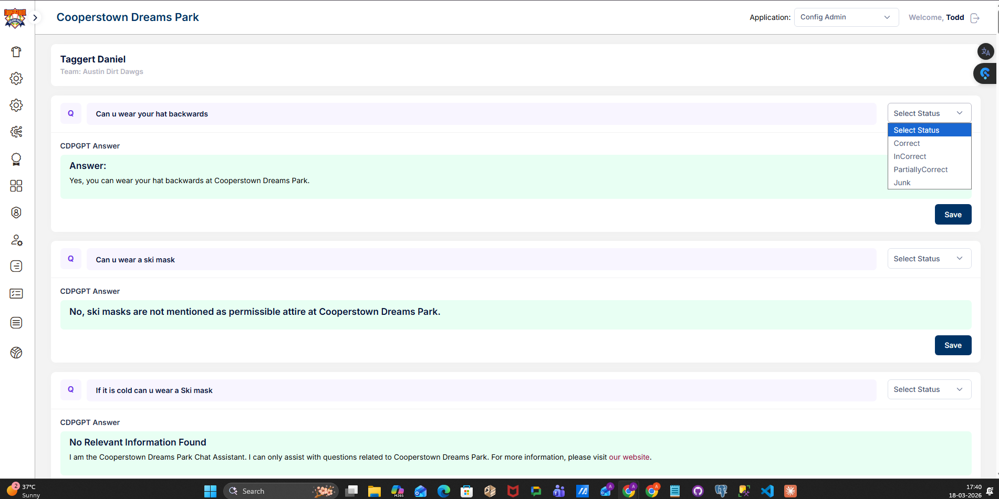 Cooperstown Dreams Park
Application:
Config Admin
Welcome, Todd
Taggert Daniel
Team: Austin Dirt Dawgs
Q
Can u wear your hat backwards
Select Status
Select Status
Correct
InCorrect
PartiallyCorrect
Junk
CDPGPT Answer
Answer:
Yes, you can wear your hat backwards at Cooperstown Dreams Park.
Save
Q
Can u wear a ski mask
Select Status
CDPGPT Answer
No, ski masks are not mentioned as permissible attire at Cooperstown Dreams Park.
Save
Q
If it is cold can u wear a Ski mask
Select Status
CDPGPT Answer
No Relevant Information Found
I am the Cooperstown Dreams Park Chat Assistant. I can only assist with questions related to Cooperstown Dreams Park. For more information, please visit our website.
2
37°C
Sunny
Search
M365
17:40
18-03-2026